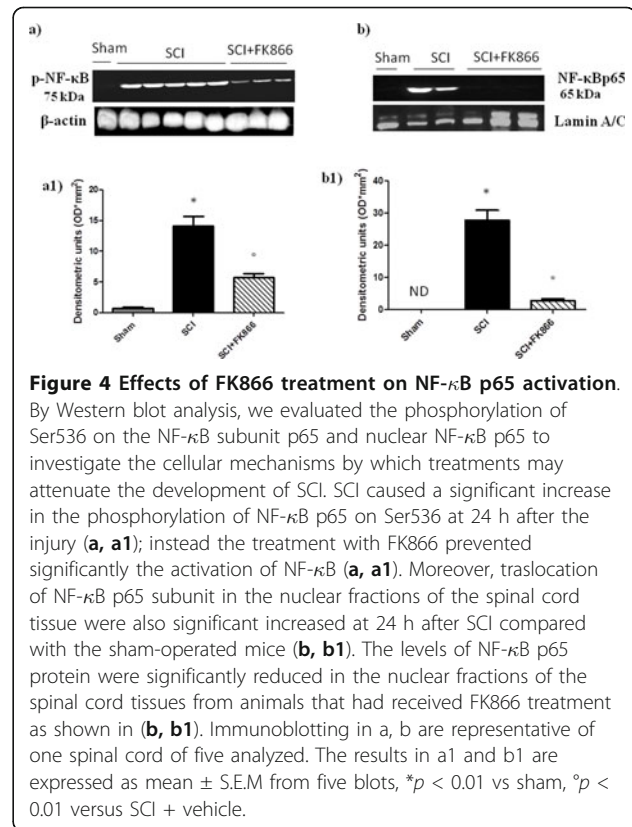 a)
Sham SCI SCI+FK866
p-NF-κB
75 kDa
β-actin
b)
Sham SCI SCI+FK866
NF-κBp65
65 kDa
Lamin A/C
a1)
Densitometric units (OD*mm²)
20
15
10
5
0
*
°
Sham
SCI
SCI+FK866
b1)
Densitometric units (OD*mm²)
40
30
20
10
0
ND
*
°
Sham
SCI
SCI+FK866
Figure 4 Effects of FK866 treatment on NF-κB p65 activation.
By Western blot analysis, we evaluated the phosphorylation of
Ser536 on the NF-κB subunit p65 and nuclear NF-κB p65 to
investigate the cellular mechanisms by which treatments may
attenuate the development of SCI. SCI caused a significant increase
in the phosphorylation of NF-κB p65 on Ser536 at 24 h after the
injury (a, a1); instead the treatment with FK866 prevented
significantly the activation of NF-κB (a, a1). Moreover, traslocation
of NF-κB p65 subunit in the nuclear fractions of the spinal cord
tissue were also significant increased at 24 h after SCI compared
with the sham-operated mice (b, b1). The levels of NF-κB p65
protein were significantly reduced in the nuclear fractions of the
spinal cord tissues from animals that had received FK866 treatment
as shown in (b, b1). Immunoblotting in a, b are representative of
one spinal cord of five analyzed. The results in a1 and b1 are
expressed as mean ± S.E.M from five blots, *p < 0.01 vs sham, °p <
0.01 versus SCI + vehicle.